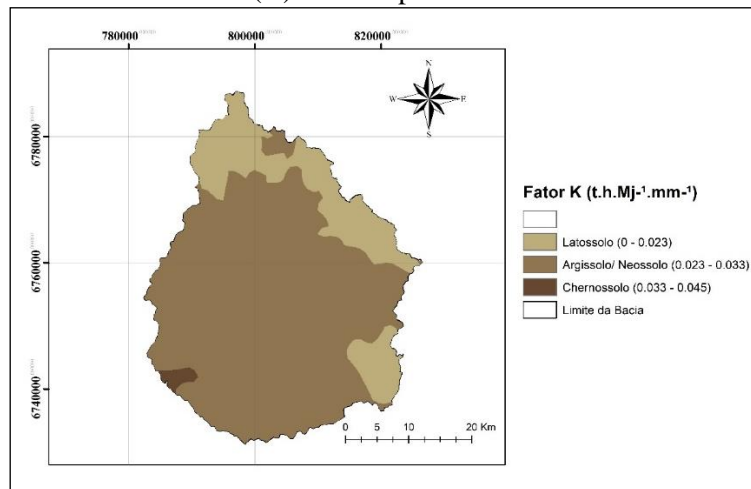 780000 800000 820000
N
W E
S
6780000
6760000
6740000
Fator K (t.h.Mj-¹.mm-¹)
Latossolo (0 - 0.023)
Argissolo/ Neossolo (0.023 - 0.033)
Chernossolo (0.033 - 0.045)
Limite da Bacia
0 5 10 20 Km